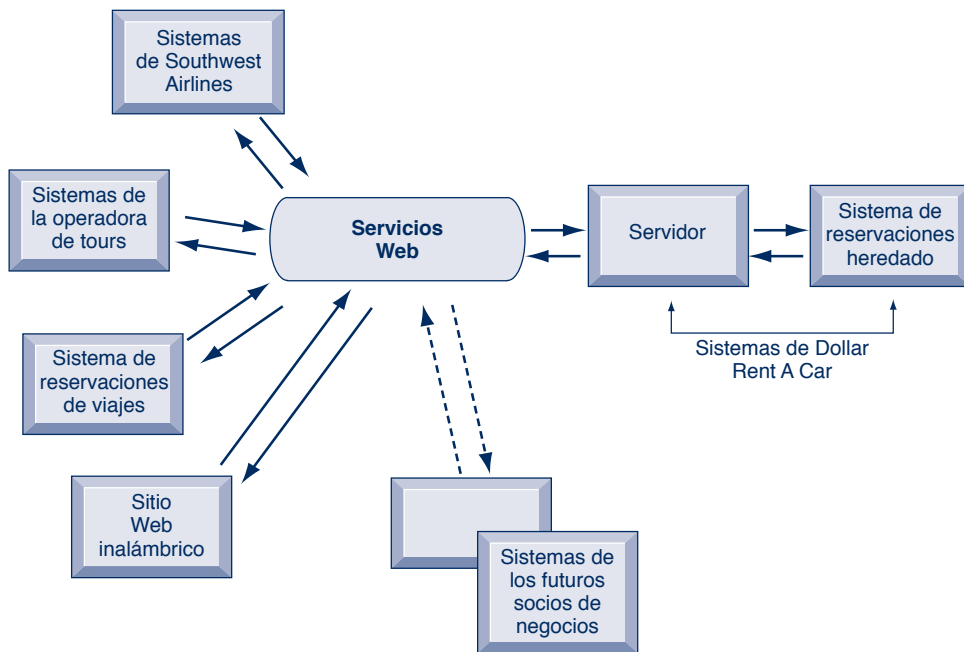 Sistemas
de Southwest
Airlines
Sistemas de
la operadora
de tours
Servicios
Web
Servidor
Sistema de
reservaciones
heredado
Sistemas de Dollar
Rent A Car
Sistema de
reservaciones
de viajes
Sitio
Web
inalámbrico
Sistemas de
los futuros
socios de
negocios